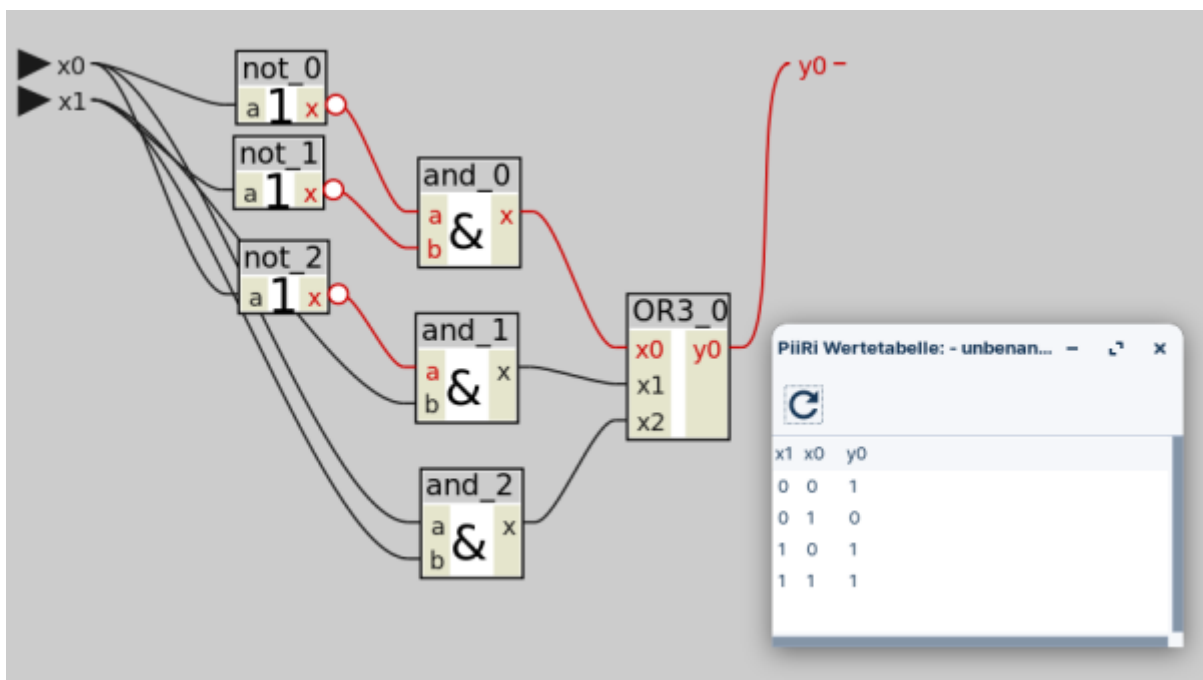 x0
x1
not_0
a 1 x
not_1
a 1 x
not_2
a 1 x
and_0
a & x
b
and_1
a & x
b
and_2
a & x
b
OR3_0
x0 y0
x1
x2
y0
PiiRi Wertetabelle: - unbenan...
x1 x0 y0
0 0 1
0 1 0
1 0 1
1 1 1